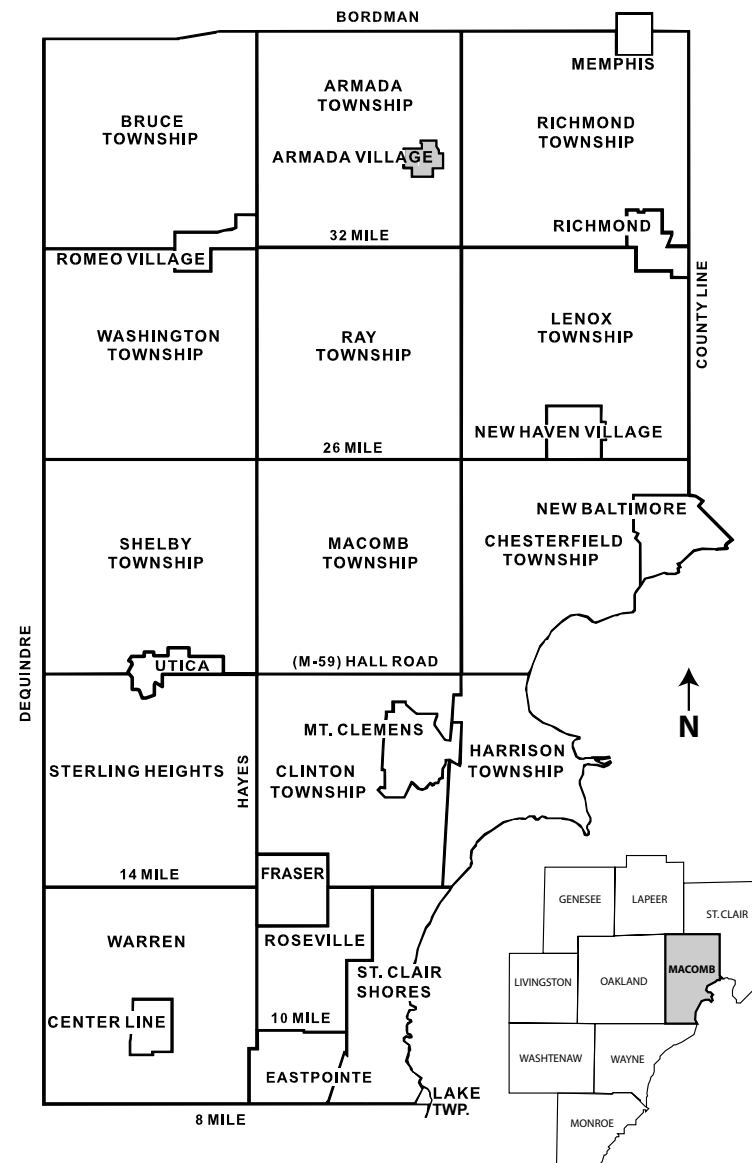 BORDMAN
MEMPHIS
ARMADA
TOWNSHIP
BRUCE
TOWNSHIP
RICHMOND
TOWNSHIP
ARMADA VILLAGE
RICHMOND
32 MILE
ROMEO VILLAGE
COUNTY LINE
WASHINGTON
TOWNSHIP
RAY
TOWNSHIP
LENOX
TOWNSHIP
NEW HAVEN VILLAGE
26 MILE
NEW BALTIMORE
SHELBY
TOWNSHIP
MACOMB
TOWNSHIP
CHESTERFIELD
TOWNSHIP
DEQUINDRE
UTICA
(M-59) HALL ROAD
N
MT. CLEMENS
STERLING HEIGHTS
HAYES
CLINTON
TOWNSHIP
HARRISON
TOWNSHIP
14 MILE
FRASER
WARREN
ROSEVILLE
ST. CLAIR
SHORES
CENTER LINE
10 MILE
EASTPOINTE
LAKE
TWP.
8 MILE
GENESEE
LAPEER
ST. CLAIR
LIVINGSTON
OAKLAND
MACOMB
WASHTENAW
WAYNE
MONROE